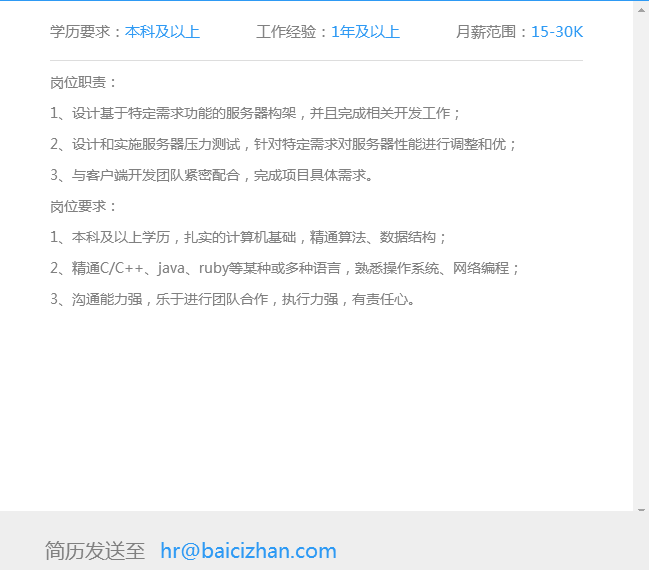 学历要求：本科及以上 工作经验：1年及以上 月薪范围：15-30K
岗位职责：
1、设计基于特定需求功能的服务器构架，并且完成相关开发工作；
2、设计和实施服务器压力测试，针对特定需求对服务器性能进行调整和优；
3、与客户端开发团队紧密配合，完成项目具体需求。
岗位要求：
1、本科及以上学历，扎实的计算机基础，精通算法、数据结构；
2、精通C/C++、java、ruby等某种或多种语言，熟悉操作系统、网络编程；
3、沟通能力强，乐于进行团队合作，执行力强，有责任心。
简历发送至 hr@baicizhan.com